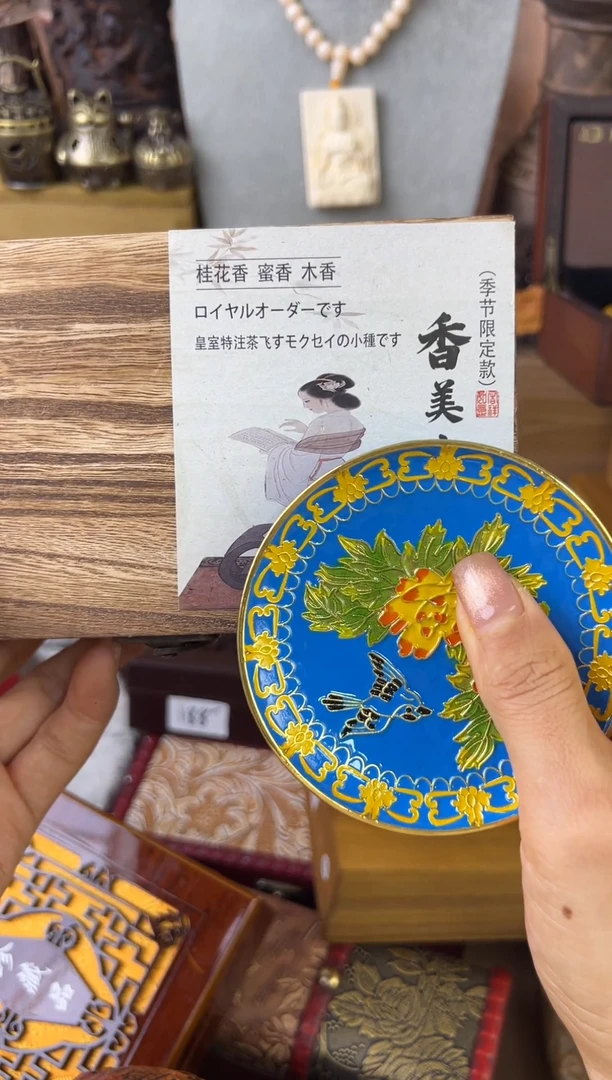 桂花香 蜜香 木香
ロイヤルオーダーです
皇室特注茶飞すモクセイの小種です
(季节限定款)
香美
188